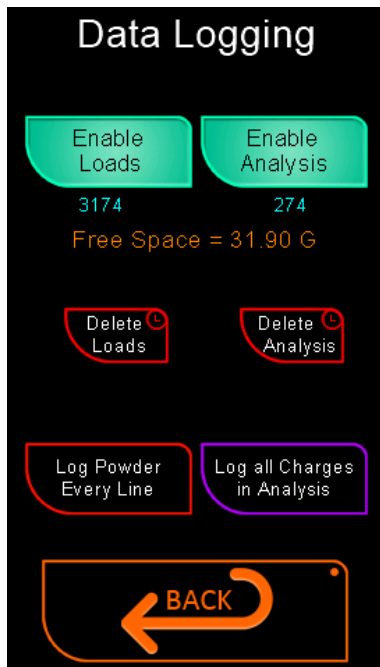 Data Logging
Enable
Loads
Enable
Analysis
3174
274
Free Space = 31.90 G
Delete
Loads
Delete
Analysis
Log Powder
Every Line
Log all Charges
in Analysis
BACK